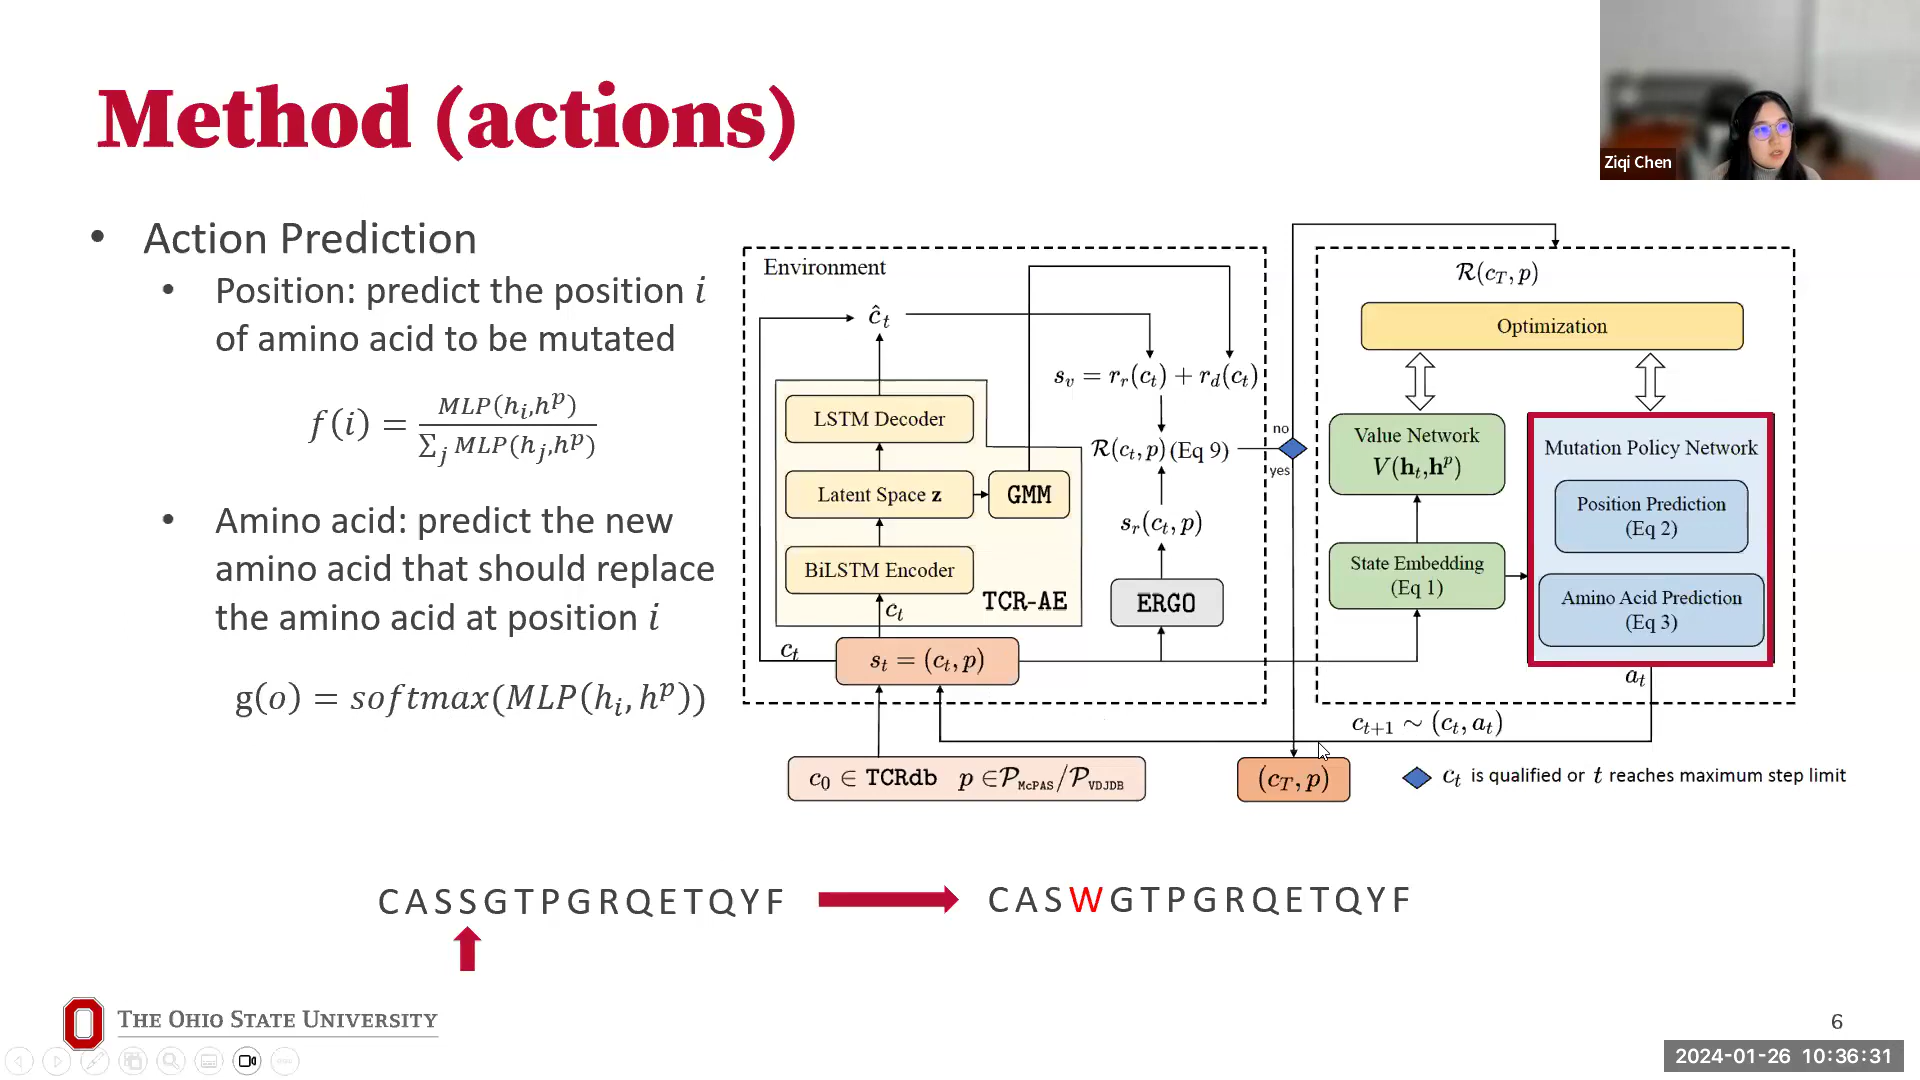 Method (actions)
Ziqi Chen
• Action Prediction
• Position: predict the position i
of amino acid to be mutated
f(i) = MLP(h_i,h^p) / ∑_j MLP(h_j,h^p)
• Amino acid: predict the new
amino acid that should replace
the amino acid at position i
g(o) = softmax(MLP(h_i, h^p))
Environment
ĉ_t
s_v = r_r(c_t) + r_d(c_t)
LSTM Decoder
R(c_t, p) (Eq 9)
Latent Space z
GMM
s_r(c_t, p)
BiLSTM Encoder
TCR-AE
ERGO
c_t
c_t
s_t = (c_t, p)
c_0 ∈ TCRdb p ∈ P_McPAS/P_VDJDB
no
yes
R(c_T, p)
Optimization
Value Network
V(h_t,h^p)
State Embedding
(Eq 1)
Mutation Policy Network
Position Prediction
(Eq 2)
Amino Acid Prediction
(Eq 3)
a_t
c_{t+1} ~ (c_t, a_t)
(c_T, p)
c_t is qualified or t reaches maximum step limit
CASSGTPGRQETQYF
CASWGTPGRQETQYF
THE OHIO STATE UNIVERSITY
6
2024-01-26 10:36:31